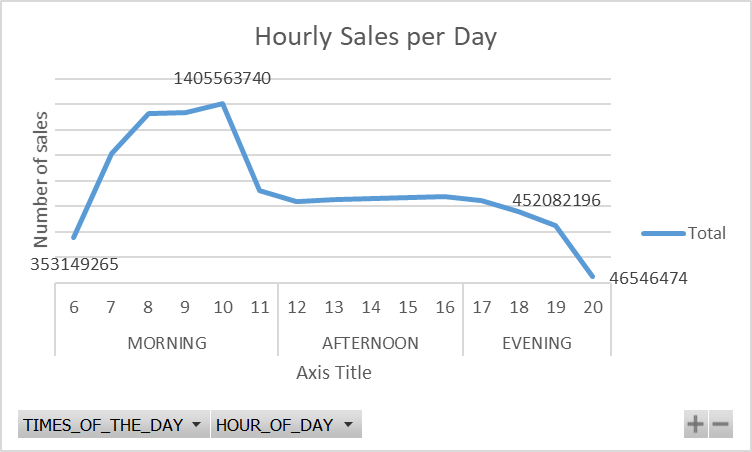 Hourly Sales per Day
Number of sales
1405563740
353149265
452082196
46546474
Total
6 7 8 9 10 11 12 13 14 15 16 17 18 19 20
MORNING AFTERNOON EVENING
Axis Title
TIMES_OF_THE_DAY HOUR_OF_DAY